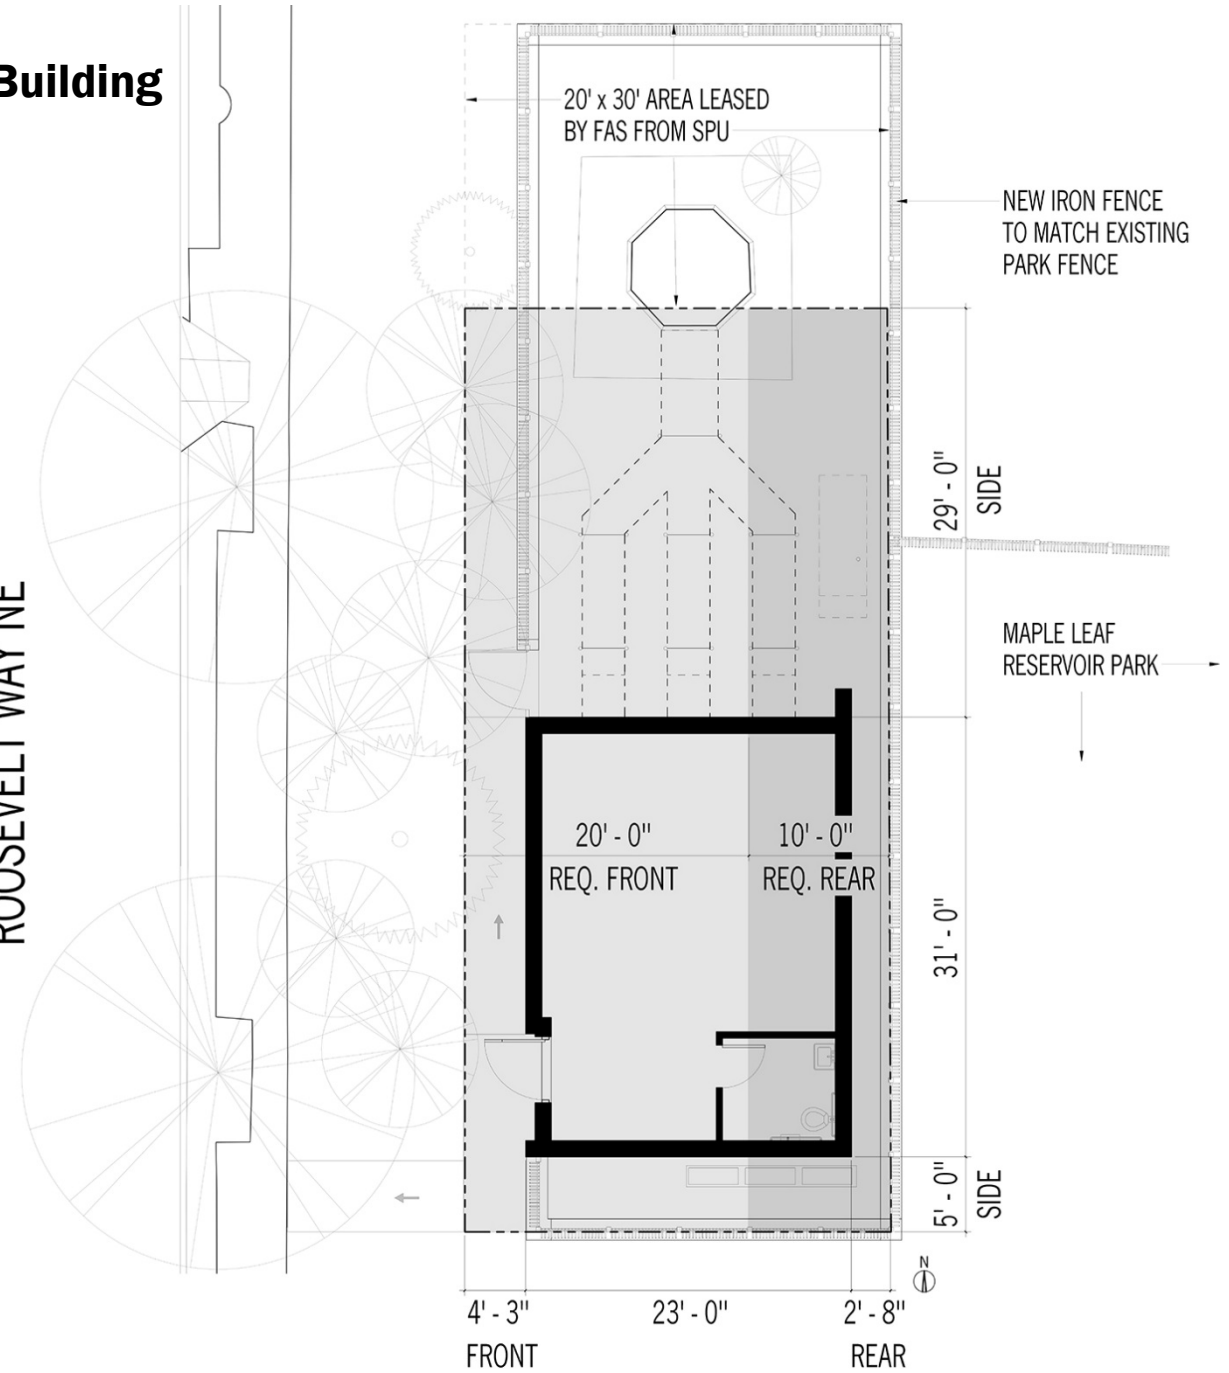 Building
20' x 30' AREA LEASED
BY FAS FROM SPU
NEW IRON FENCE
TO MATCH EXISTING
PARK FENCE
29' - 0"
SIDE
ROOSEVELT WAY NE
MAPLE LEAF
RESERVOIR PARK
20' - 0"
REQ. FRONT
10' - 0"
REQ. REAR
31' - 0"
5' - 0"
SIDE
N
4' - 3"
FRONT
23' - 0"
2' - 8"
REAR